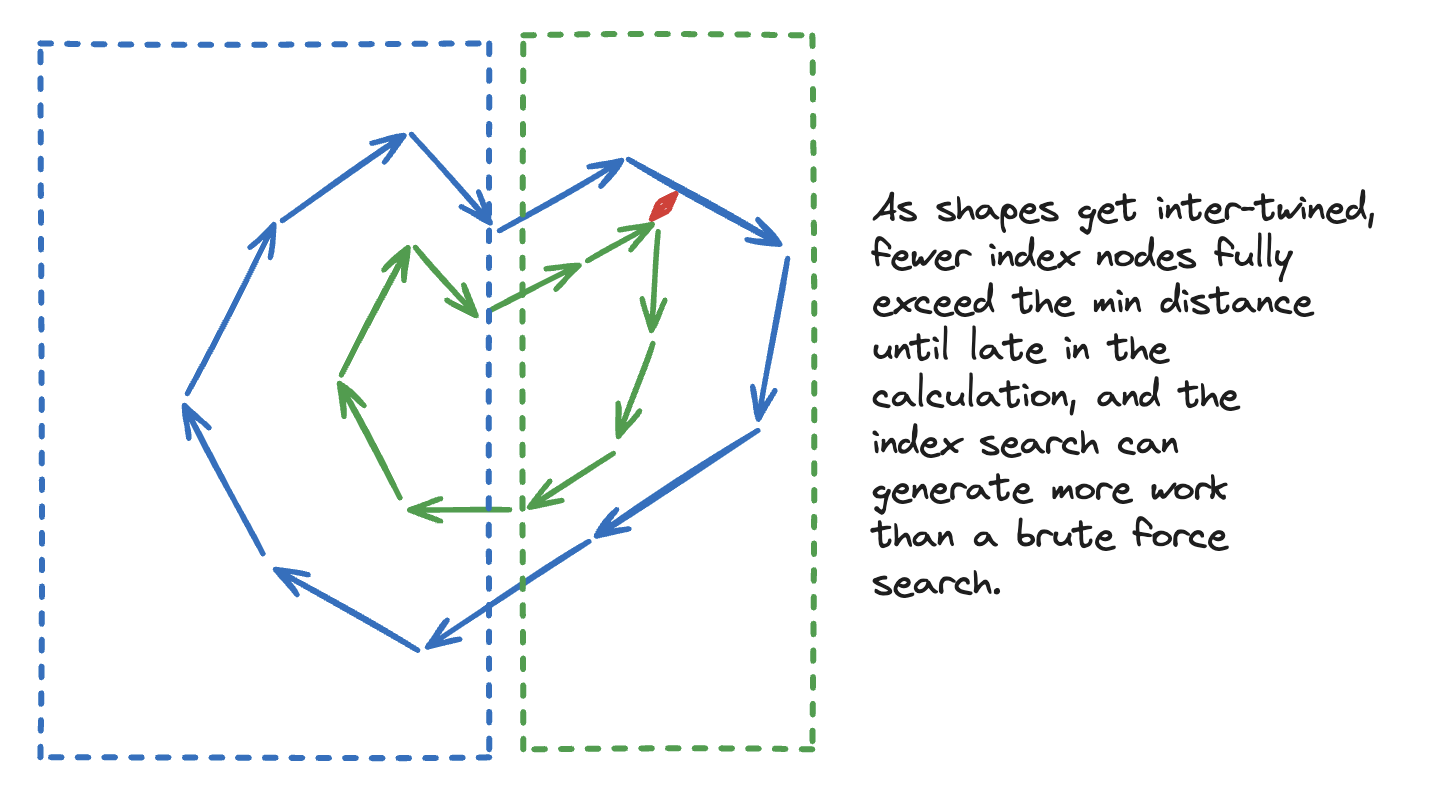 As shapes get inter-twined,
fewer index nodes fully
exceed the min distance
until late in the
calculation, and the
index search can
generate more work
than a brute force
search.